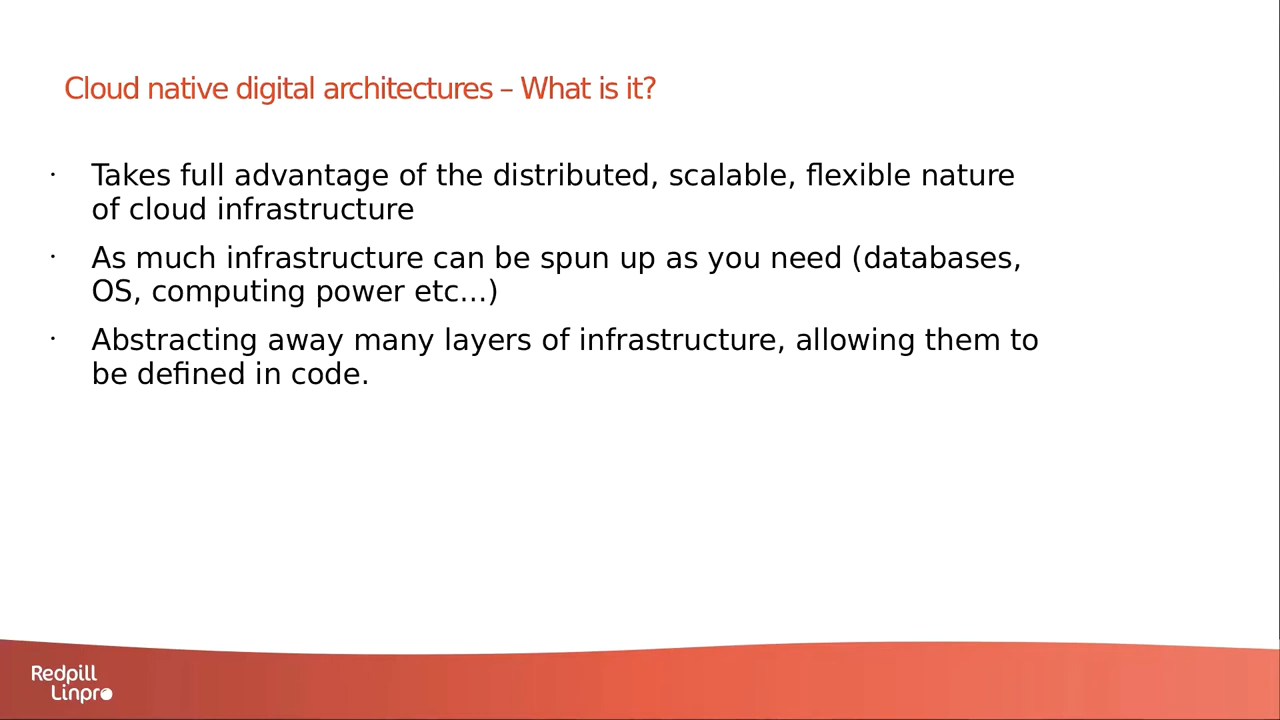 Cloud native digital architectures – What is it?
· Takes full advantage of the distributed, scalable, flexible nature
of cloud infrastructure
· As much infrastructure can be spun up as you need (databases,
OS, computing power etc...)
· Abstracting away many layers of infrastructure, allowing them to
be defined in code.
Redpill
Linpro